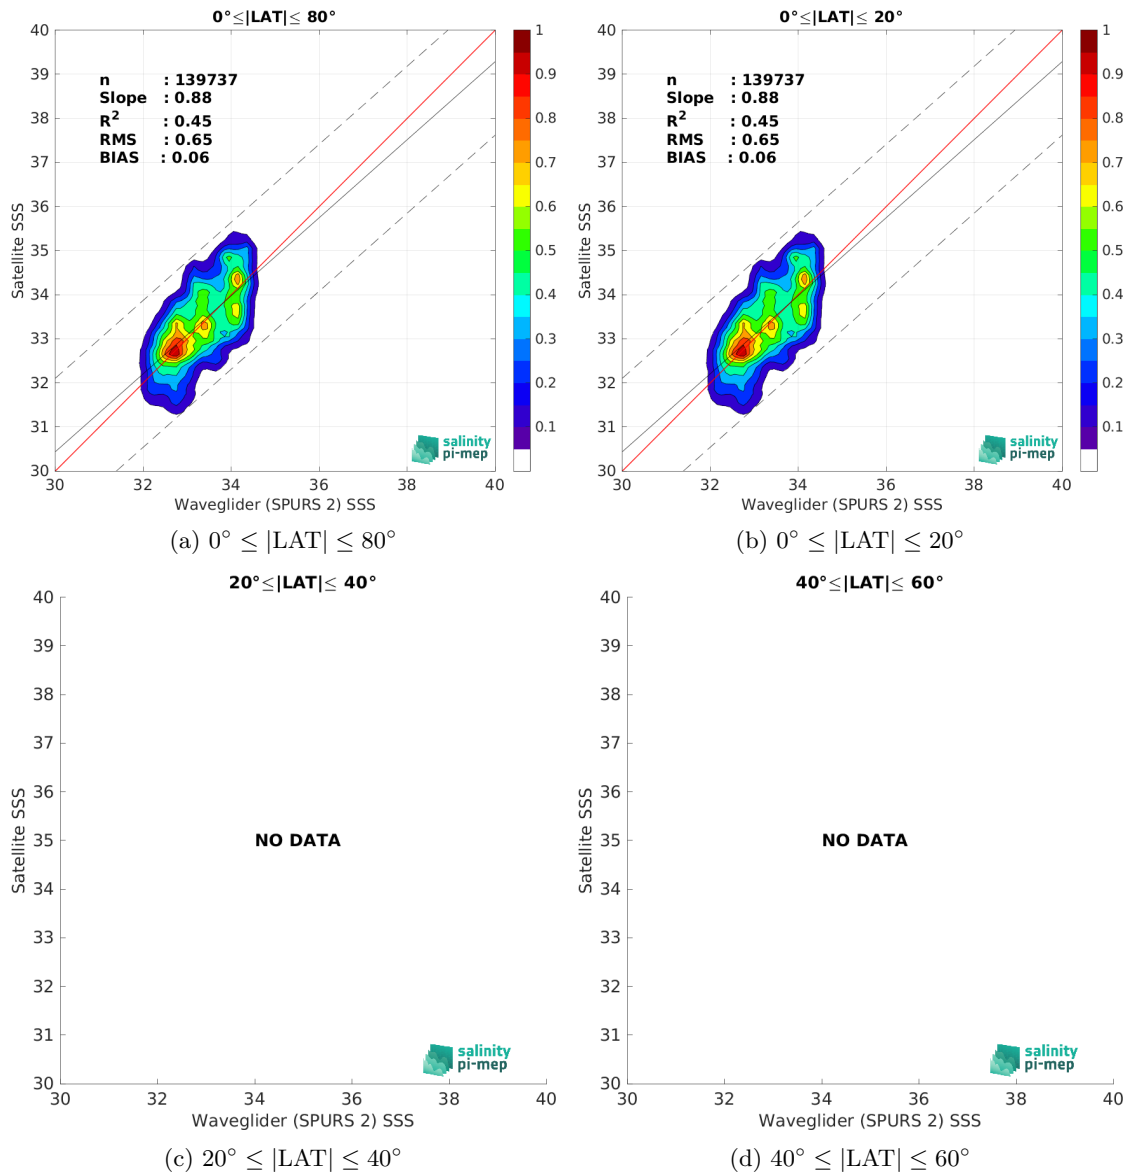 0°≤|LAT|≤ 80°
40
39
38
37
36
35
34
33
32
31
30
Satellite SSS
n : 139737
Slope : 0.88
R² : 0.45
RMS : 0.65
BIAS : 0.06
salinity
pi-mep
30 32 34 36 38 40
Waveglider (SPURS 2) SSS
1
0.9
0.8
0.7
0.6
0.5
0.4
0.3
0.2
0.1
(a) 0° ≤ |LAT| ≤ 80°
0°≤|LAT|≤ 20°
40
39
38
37
36
35
34
33
32
31
30
Satellite SSS
n : 139737
Slope : 0.88
R² : 0.45
RMS : 0.65
BIAS : 0.06
salinity
pi-mep
30 32 34 36 38 40
Waveglider (SPURS 2) SSS
1
0.9
0.8
0.7
0.6
0.5
0.4
0.3
0.2
0.1
(b) 0° ≤ |LAT| ≤ 20°
20°≤|LAT|≤ 40°
40
39
38
37
36
35
34
33
32
31
30
Satellite SSS
NO DATA
salinity
pi-mep
30 32 34 36 38 40
Waveglider (SPURS 2) SSS
(c) 20° ≤ |LAT| ≤ 40°
40°≤|LAT|≤ 60°
40
39
38
37
36
35
34
33
32
31
30
Satellite SSS
NO DATA
salinity
pi-mep
30 32 34 36 38 40
Waveglider (SPURS 2) SSS
(d) 40° ≤ |LAT| ≤ 60°